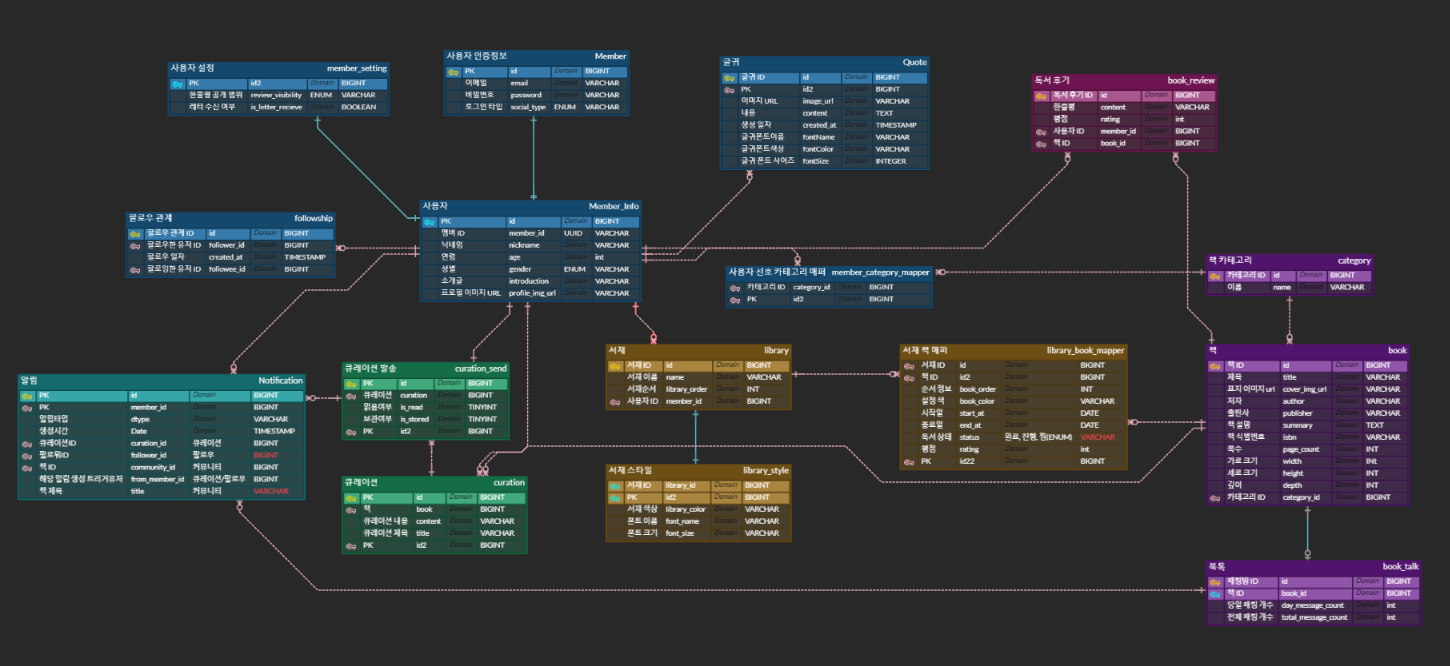 사용자 설정 member_setting
PK id2 Domain BIGINT
한줄평 공개 범위 review_visibility ENUM VARCHAR
레터 수신 여부 is_letter_recieve Domain BOOLEAN
사용자 인증정보 Member
PK id Domain BIGINT
이메일 email Domain VARCHAR
비밀번호 password Domain VARCHAR
로그인 타입 social_type ENUM VARCHAR
글귀 Quote
글귀 ID id Domain BIGINT
PK id2 Domain BIGINT
이미지 URL image_url Domain VARCHAR
내용 content Domain TEXT
생성 일자 created_at Domain TIMESTAMP
글귀폰트이름 fontName Domain VARCHAR
글귀폰트색상 fontColor Domain VARCHAR
글귀 폰트 사이즈 fontSize Domain INTEGER
독서 후기 book_review
독서 후기 ID id Domain BIGINT
한줄평 content Domain VARCHAR
평점 rating Domain int
사용자 ID member_id Domain BIGINT
책 ID book_id Domain BIGINT
팔로우 관계 followship
팔로우 관계 ID id Domain BIGINT
팔로우한 유저 ID follower_id Domain BIGINT
팔로우 일자 created_at Domain TIMESTAMP
팔로잉한 유저 ID followee_id Domain BIGINT
사용자 Member_Info
PK id Domain BIGINT
멤버 ID member_id UUID VARCHAR
닉네임 nickname Domain VARCHAR
연령 age Domain int
성별 gender ENUM VARCHAR
소개글 introduction Domain VARCHAR
프로필 이미지 URL profile_img_url Domain VARCHAR
사용자 선호 카테고리 매퍼 member_category_mapper
카테고리 ID category_id Domain BIGINT
PK id2 Domain BIGINT
책 카테고리 category
카테고리 ID id Domain BIGINT
이름 name Domain VARCHAR
알림 Notification
PK id Domain BIGINT
PK member_id Domain BIGINT
알림타입 dtype Domain VARCHAR
생성시간 Date Domain TIMESTAMP
큐레이션ID curation_id 큐레이션 BIGINT
팔로워ID follower_id 팔로우 BIGINT
책 ID community_id 커뮤니티 BIGINT
해당 알림 생성 트리거유저 from_member_id 큐레이션/팔로우 BIGINT
책 제목 title 커뮤니티 VARCHAR
큐레이션 발송 curation_send
PK id Domain BIGINT
큐레이션 curation Domain BIGINT
읽음여부 is_read Domain TINYINT
보관여부 is_stored Domain TINYINT
PK id2 Domain BIGINT
큐레이션 curation
PK id Domain BIGINT
책 book Domain BIGINT
큐레이션 내용 content Domain VARCHAR
큐레이션 제목 title Domain VARCHAR
PK id2 Domain BIGINT
서재 library
서재 ID id Domain BIGINT
서재 이름 name Domain VARCHAR
서재순서 library_order Domain INT
사용자 ID member_id Domain BIGINT
서재 스타일 library_style
서재 ID library_id Domain BIGINT
PK id2 Domain BIGINT
서재 색상 library_color Domain VARCHAR
폰트 이름 font_name Domain VARCHAR
폰트 크기 font_size Domain VARCHAR
서재 책 매퍼 library_book_mapper
서재 ID id Domain BIGINT
책 ID id2 Domain BIGINT
순서 정보 book_order Domain INT
설정 색 book_color Domain VARCHAR
시작일 start_at Domain DATE
종료일 end_at Domain DATE
독서 상태 status 완료, 진행, 찜(ENUM) VARCHAR
평점 rating Domain int
PK id22 Domain BIGINT
책 book
책 ID id Domain BIGINT
제목 title Domain VARCHAR
표지 이미지 url cover_img_url Domain VARCHAR
저자 author Domain VARCHAR
출판사 publisher Domain VARCHAR
책 설명 summary Domain TEXT
책 식별번호 isbn Domain VARCHAR
쪽수 page_count Domain INT
가로 크기 width Domain INt
세로 크기 height Domain INT
깊이 depth Domain INT
카테고리 ID category_id Domain BIGINT
북톡 book_talk
채팅방 ID id Domain BIGINT
책 ID book_id Domain BIGINT
당일 채팅 개수 day_message_count Domain int
전체 채팅 개수 total_message_count Domain int